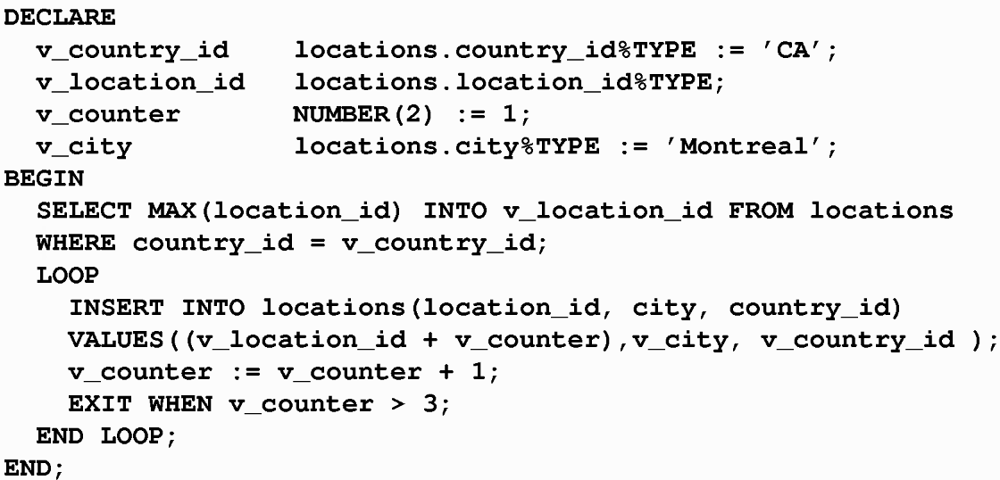 DECLARE
  v_country_id    locations.country_id%TYPE := 'CA';
  v_location_id   locations.location_id%TYPE;
  v_counter       NUMBER(2) := 1;
  v_city          locations.city%TYPE := 'Montreal';
BEGIN
  SELECT MAX(location_id) INTO v_location_id FROM locations
  WHERE country_id = v_country_id;
  LOOP
    INSERT INTO locations(location_id, city, country_id)
    VALUES((v_location_id + v_counter),v_city, v_country_id );
    v_counter := v_counter + 1;
    EXIT WHEN v_counter > 3;
  END LOOP;
END;